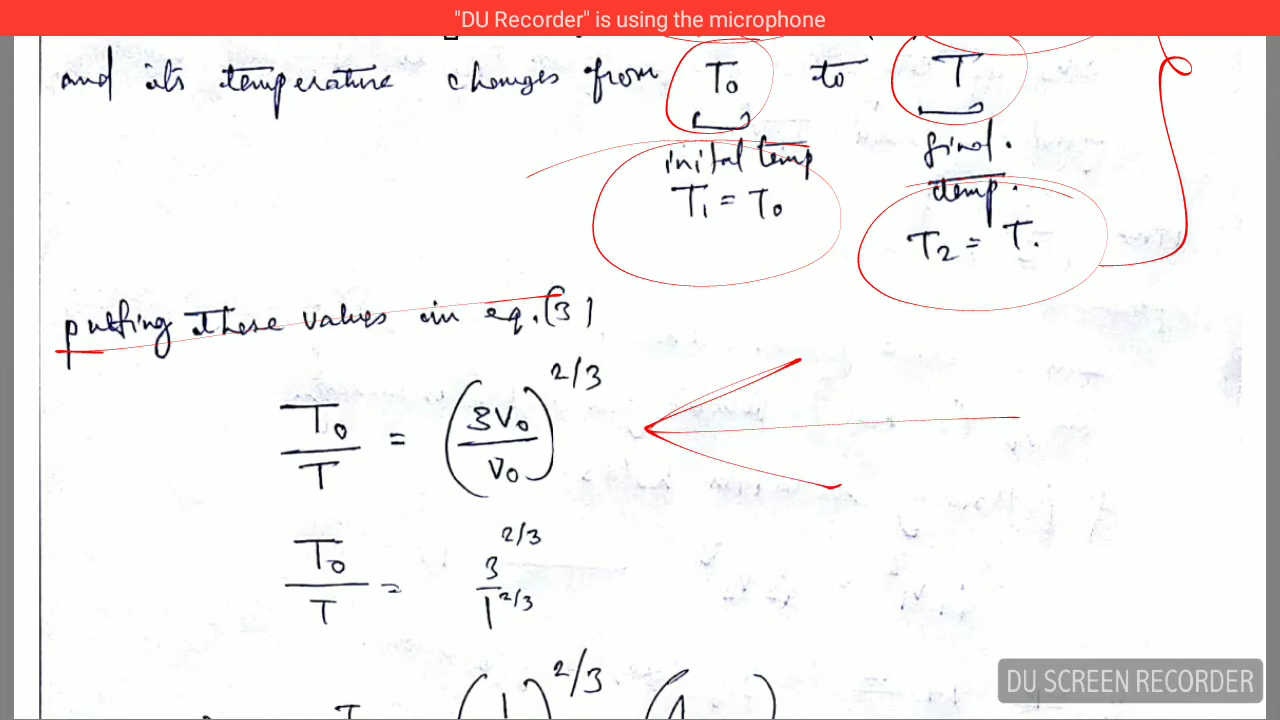 "DU Recorder" is using the microphone
and its temperature changes from T₀ to T
inital temp
T₁ = T₀
final.
temp.
T₂ = T.
putting these values in eq.(3)
T₀/T = (3V₀/V₀)^2/3
T₀/T = 3^2/3/1^2/3
DU SCREEN RECORDER